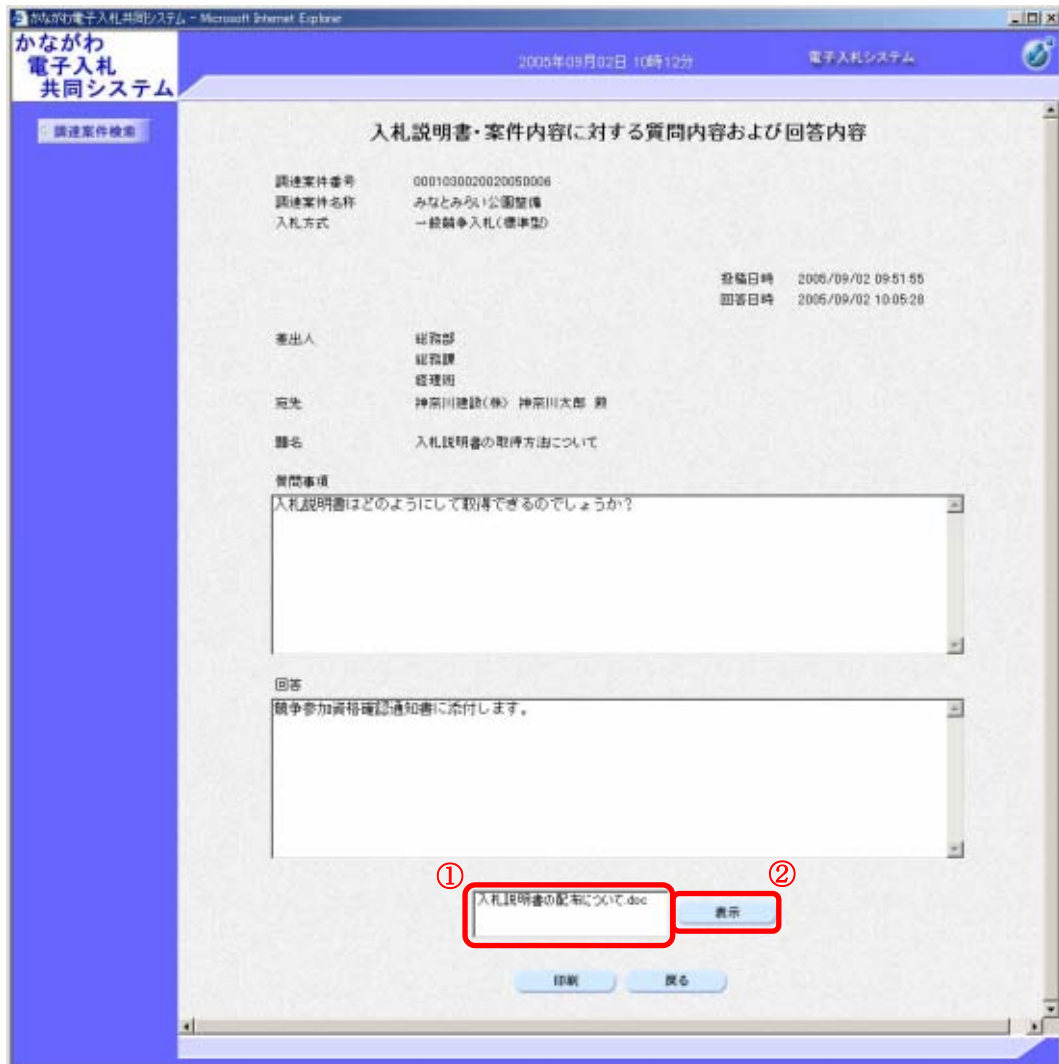 かながわ電子入札共同システム - Microsoft Internet Explorer
かながわ
電子入札
共同システム
2005年09月02日 10時12分
電子入札システム
調達案件検索
入札説明書・案件内容に対する質問内容および回答内容
調達案件番号 0001030020020050006
調達案件名称 みなとみらい公園整備
入札方式 一般競争入札(標準型)
投稿日時 2005/09/02 09:51:55
回答日時 2005/09/02 10:05:28
差出人 総務部
総務課
経理班
宛先 神奈川建設(株) 神奈川太郎 殿
題名 入札説明書の取得方法について
質問事項
入札説明書はどのようにして取得できるのでしょうか?
回答
競争参加資格確認通知書に添付します。
①
②
入札説明書の配布について.doc
表示
印刷
戻る